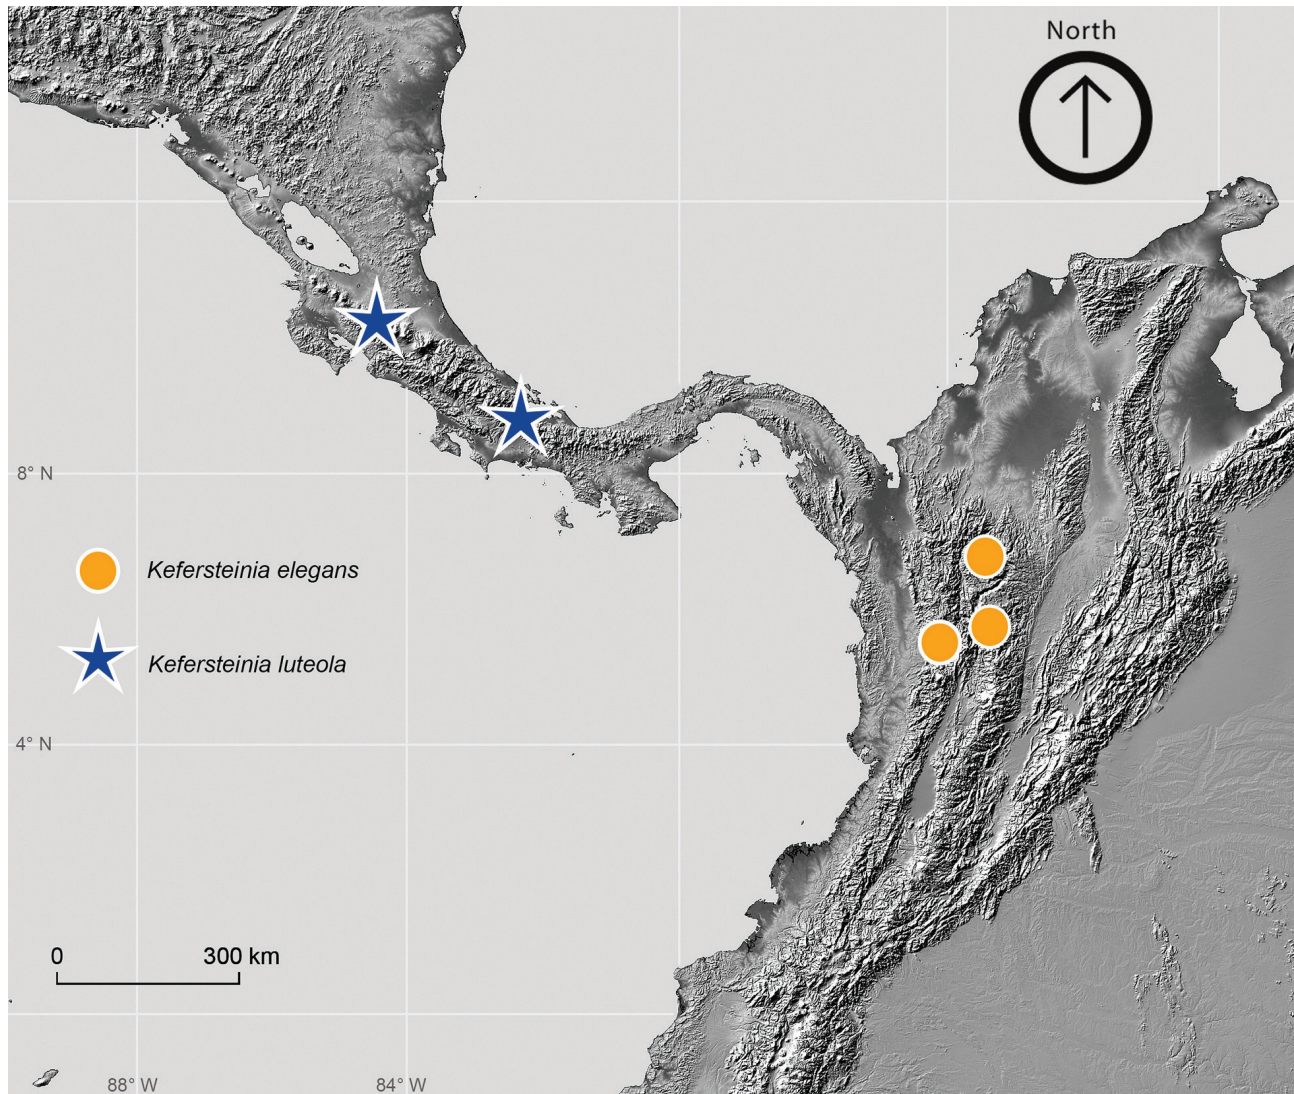 North
8° N
Kefersteinia elegans
Kefersteinia luteola
4° N
0 300 km
88° W 84° W